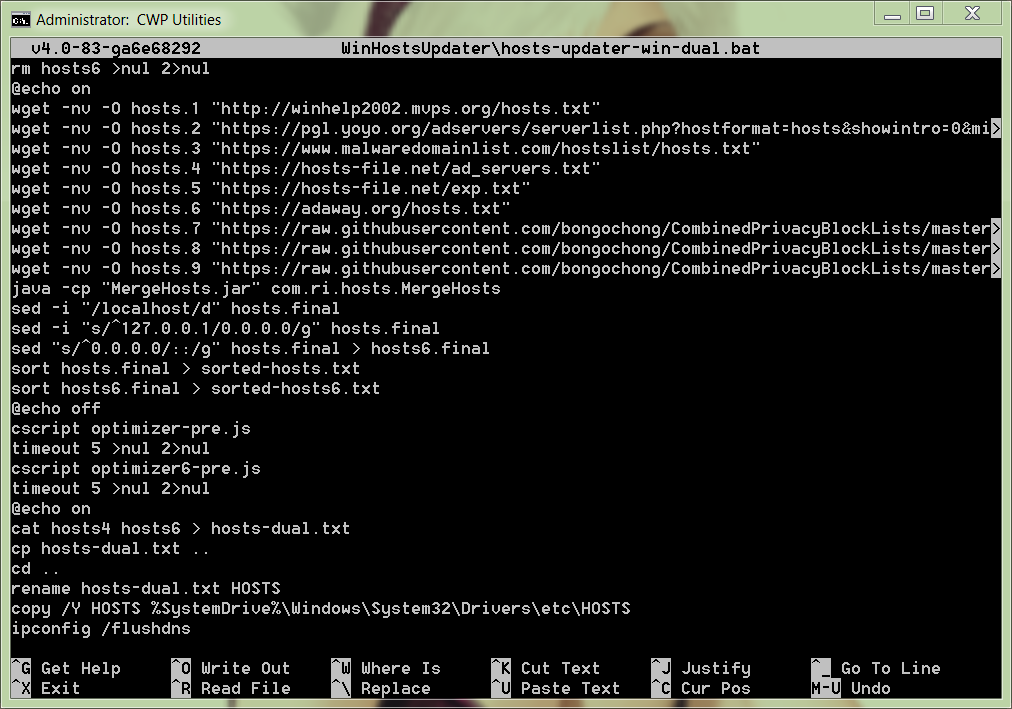 Administrator: CWP Utilities
v4.0-83-ga6e68292 WinHostsUpdater\hosts-updater-win-dual.bat
rm hosts6 >nul 2>nul
@echo on
wget -nv -O hosts.1 "http://winhelp2002.mvps.org/hosts.txt"
wget -nv -O hosts.2 "https://pgl.yoyo.org/adservers/serverlist.php?hostformat=hosts&showintro=0&mi>
wget -nv -O hosts.3 "https://www.malwaredomainlist.com/hostslist/hosts.txt"
wget -nv -O hosts.4 "https://hosts-file.net/ad_servers.txt"
wget -nv -O hosts.5 "https://hosts-file.net/exp.txt"
wget -nv -O hosts.6 "https://adaway.org/hosts.txt"
wget -nv -O hosts.7 "https://raw.githubusercontent.com/bongochong/CombinedPrivacyBlockLists/master>
wget -nv -O hosts.8 "https://raw.githubusercontent.com/bongochong/CombinedPrivacyBlockLists/master>
wget -nv -O hosts.9 "https://raw.githubusercontent.com/bongochong/CombinedPrivacyBlockLists/master>
java -cp "MergeHosts.jar" com.ri.hosts.MergeHosts
sed -i "/localhost/d" hosts.final
sed -i "s/^127.0.0.1/0.0.0.0/g" hosts.final
sed "s/^0.0.0.0/::/g" hosts.final > hosts6.final
sort hosts.final > sorted-hosts.txt
sort hosts6.final > sorted-hosts6.txt
@echo off
cscript optimizer-pre.js
timeout 5 >nul 2>nul
cscript optimizer6-pre.js
timeout 5 >nul 2>nul
@echo on
cat hosts4 hosts6 > hosts-dual.txt
cp hosts-dual.txt ..
cd ..
rename hosts-dual.txt HOSTS
copy /Y HOSTS %SystemDrive%\Windows\System32\Drivers\etc\HOSTS
ipconfig /flushdns
^G Get Help ^O Write Out ^W Where Is ^K Cut Text ^J Justify ^_ Go To Line
^X Exit ^R Read File ^\ Replace ^U Paste Text ^C Cur Pos M-U Undo